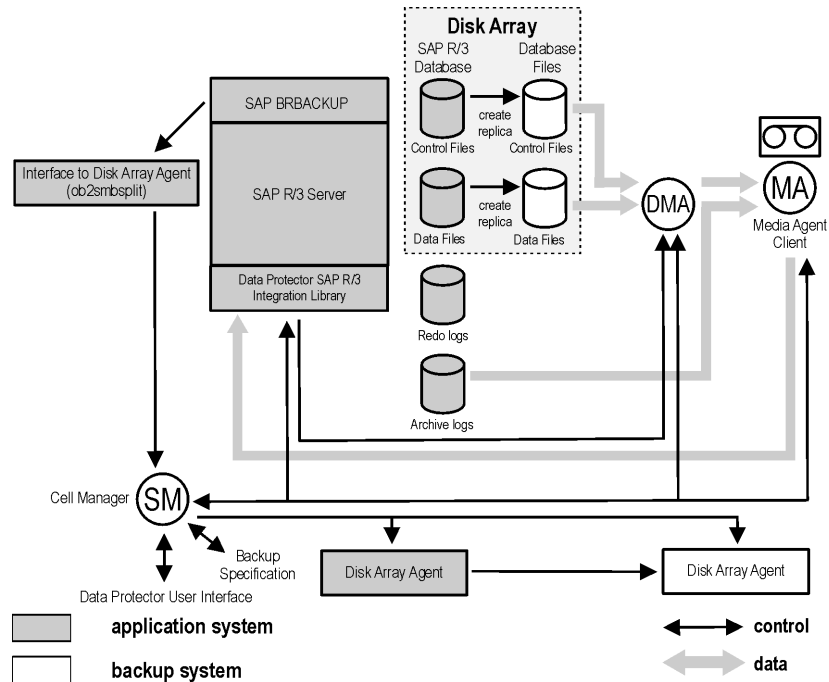 Disk Array
SAP R/3
Database
Database
Files
SAP BRBACKUP
create
replica
Control Files
Control Files
Interface to Disk Array Agent
(ob2smbsplit)
SAP R/3 Server
create
replica
Data Files
Data Files
DMA
MA
Media Agent
Client
Data Protector SAP R/3
Integration Library
Redo logs
Archive logs
Cell Manager
SM
Backup
Specification
Data Protector User Interface
Disk Array Agent
Disk Array Agent
application system
backup system
control
data